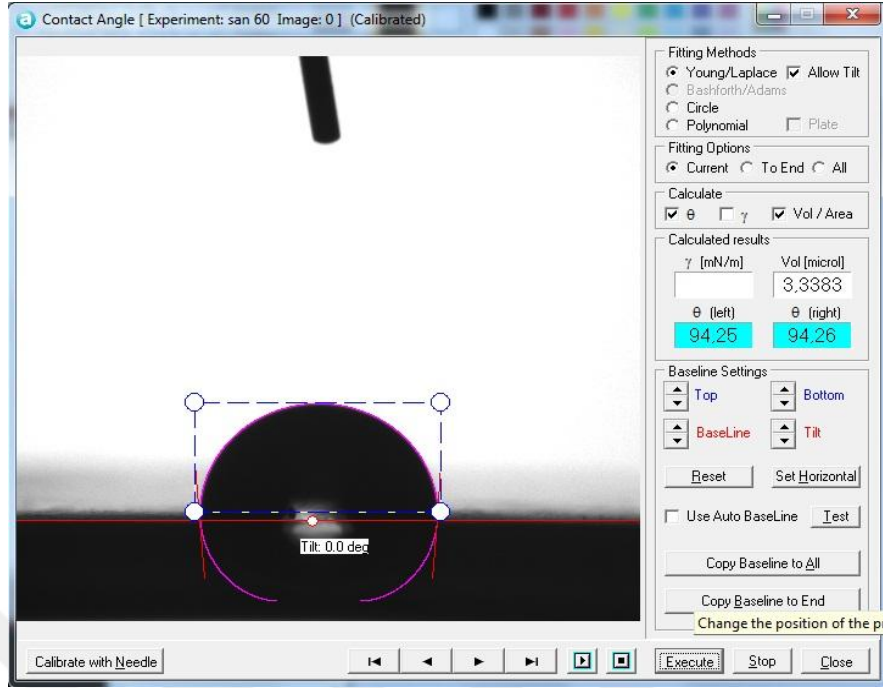 Contact Angle [ Experiment: san 60 Image: 0 ] (Calibrated)
Fitting Methods
Young/Laplace Allow Tilt
Bashforth/Adams
Circle
Polynomial Plate
Fitting Options
Current To End All
Calculate
θ γ Vol / Area
Calculated results
γ [mN/m] Vol [microl]
3,3383
θ (left) θ (right)
94,25 94,26
Baseline Settings
Top Bottom
BaseLine Tilt
Reset Set Horizontal
Use Auto BaseLine Test
Tilt: 0.0 deg
Copy Baseline to All
Copy Baseline to End
Change the position of the
Calibrate with Needle Execute Stop Close